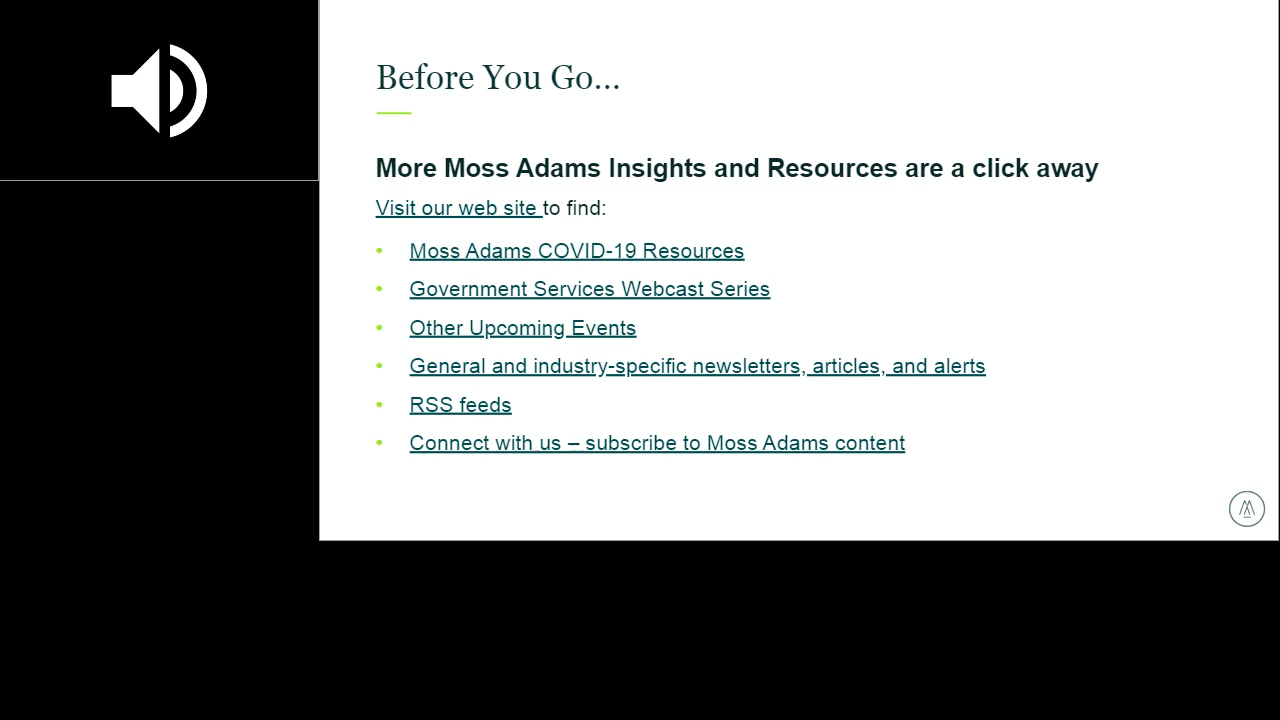 Before You Go...
More Moss Adams Insights and Resources are a click away
Visit our web site to find:
• Moss Adams COVID-19 Resources
• Government Services Webcast Series
• Other Upcoming Events
• General and industry-specific newsletters, articles, and alerts
• RSS feeds
• Connect with us – subscribe to Moss Adams content